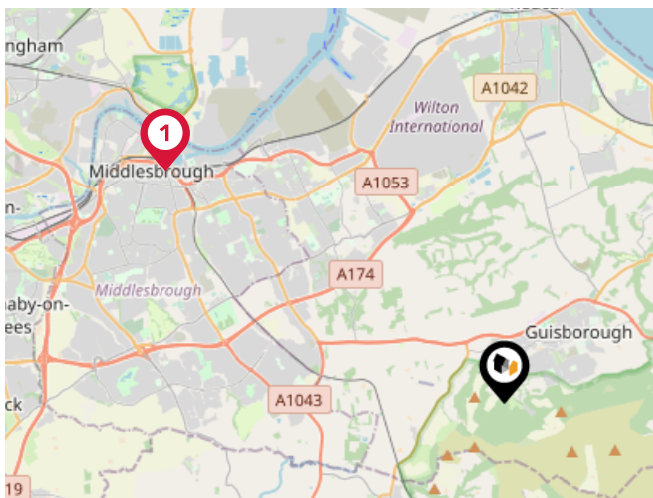 ngham
A1042
Wilton
International
1
Middlesbrough
A1053
n-
A174
Middlesbrough
naby-on-
ees
Guisborough
A1043
ck
19